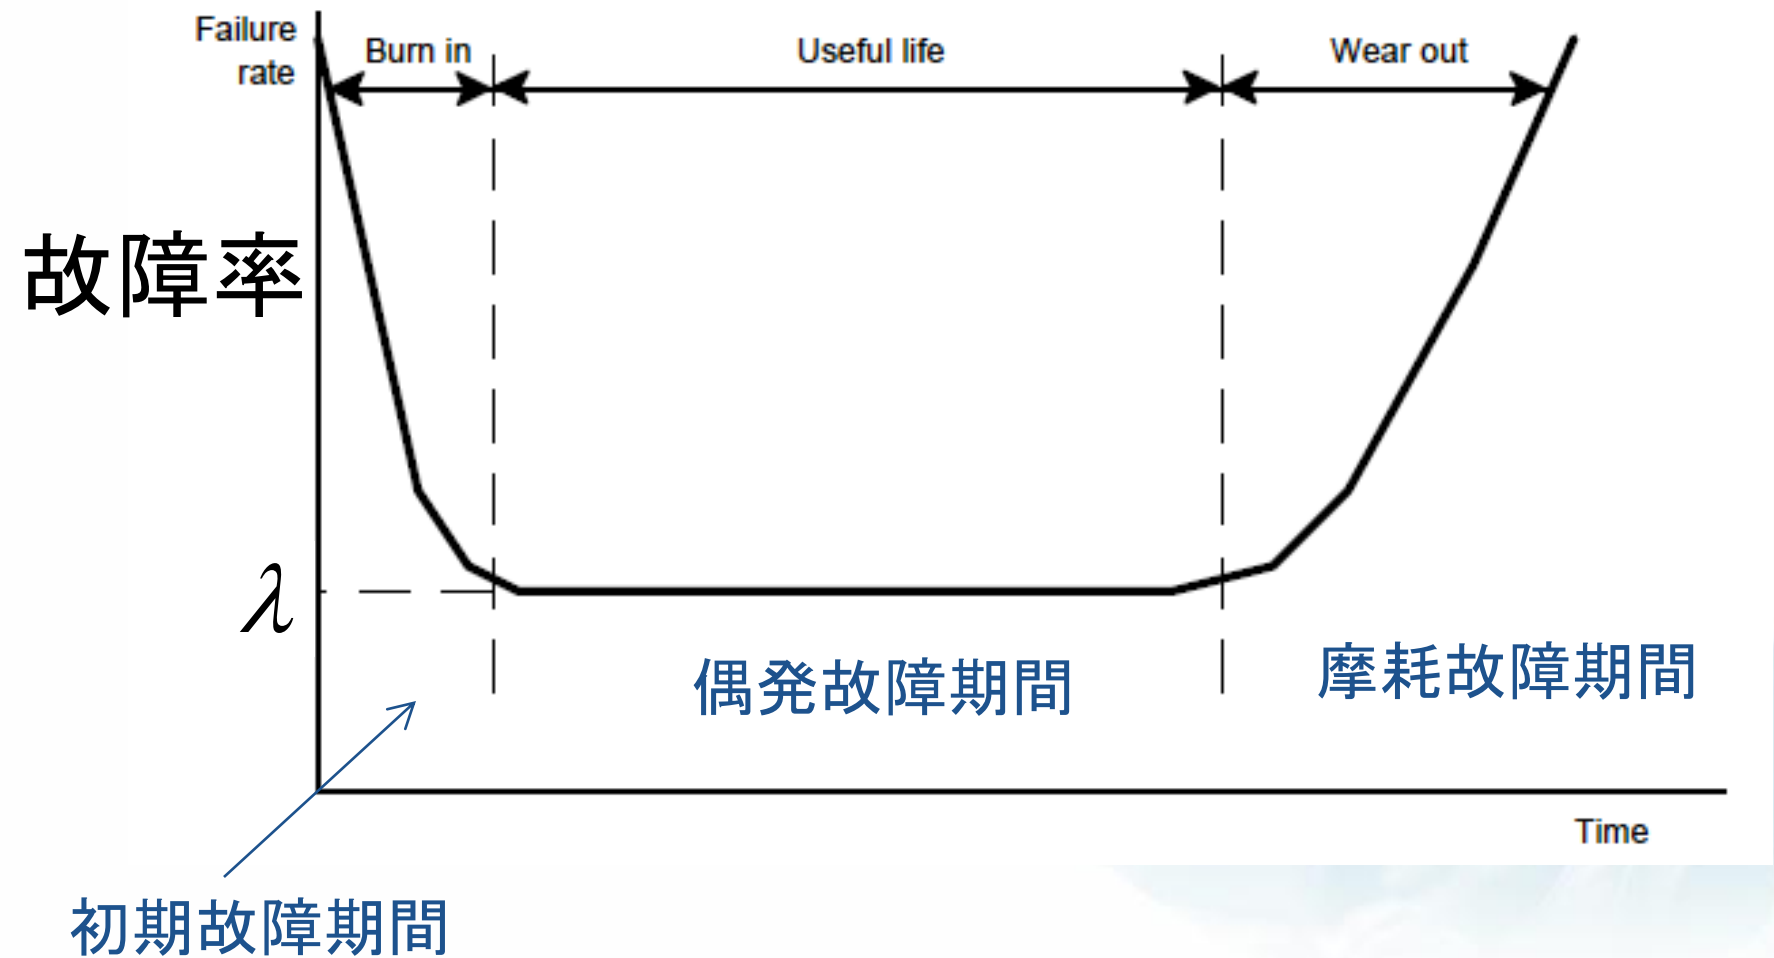 Failure
rate
Burn in
Useful life
Wear out
故障率
λ
偶発故障期間
摩耗故障期間
Time
初期故障期間